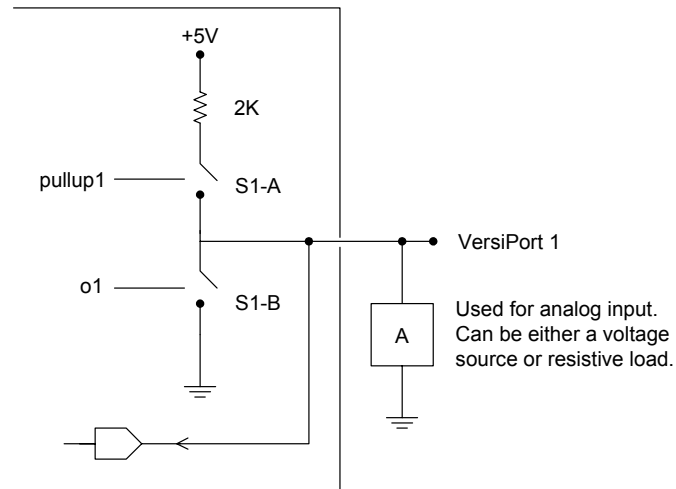 +5V
2K
pullup1
S1-A
VersiPort 1
o1
S1-B
Used for analog input.
Can be either a voltage
source or resistive load.
A